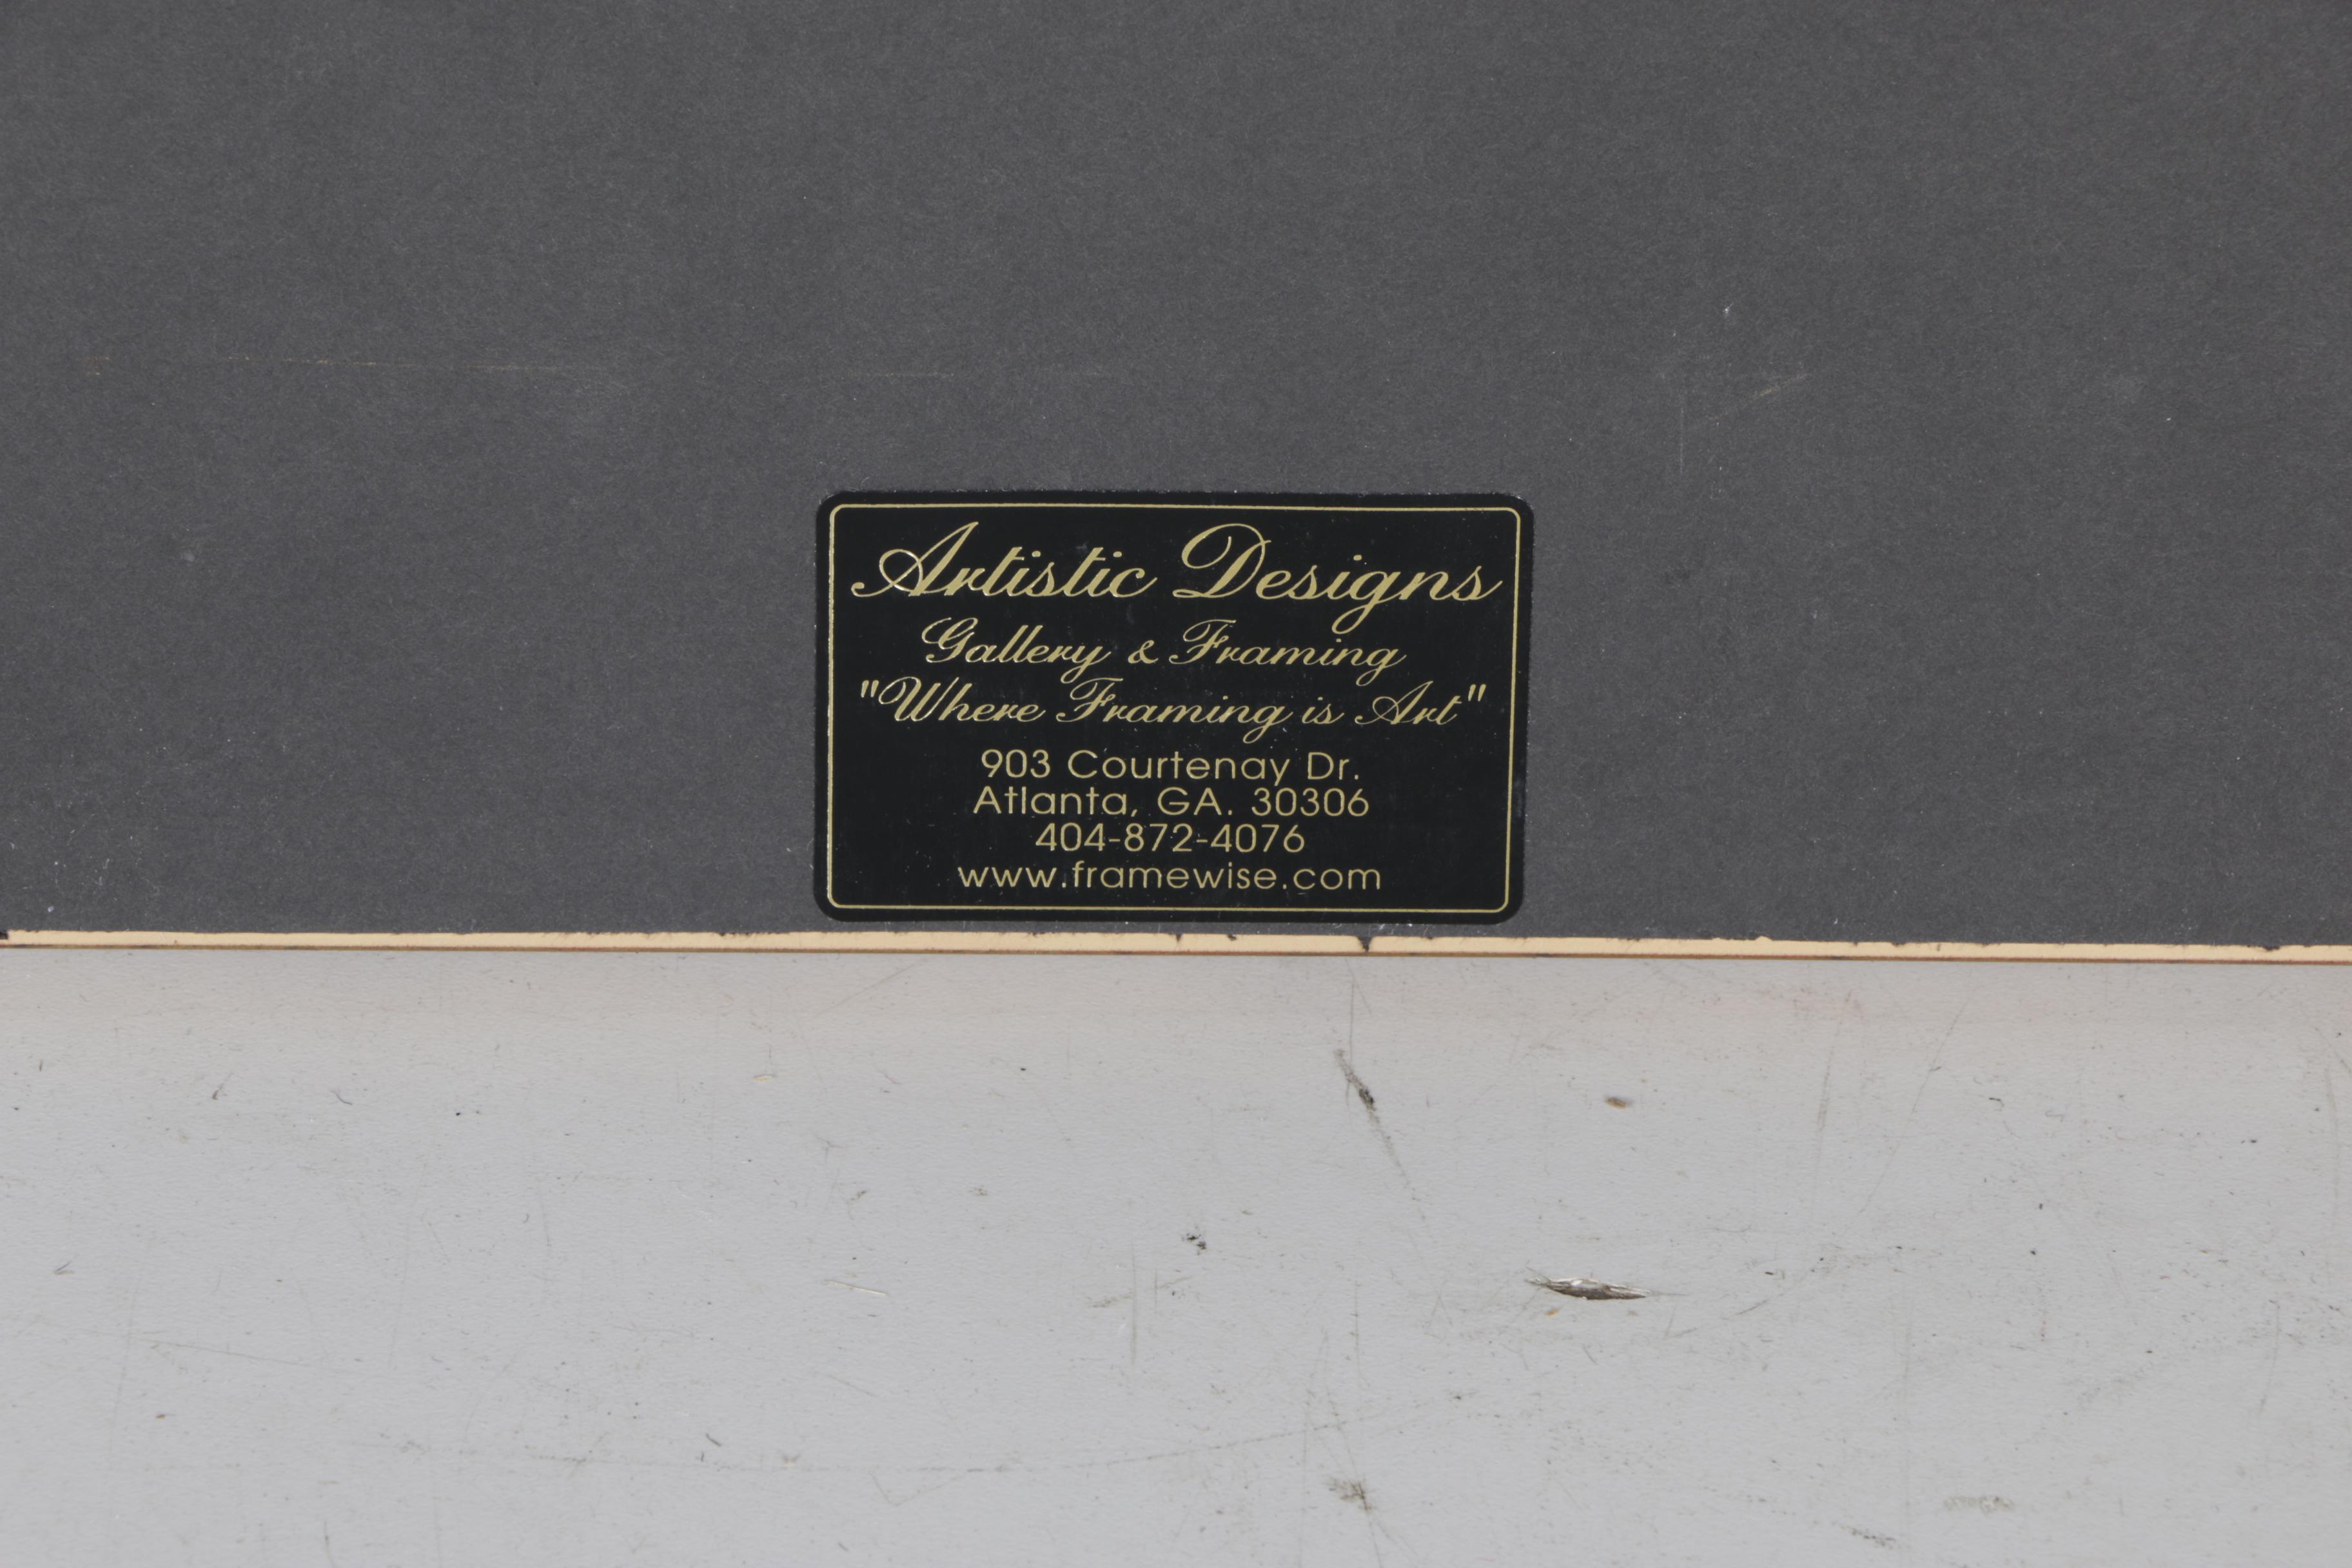 Artistic Designs
Gallery & Framing
"Where Framing is Art"
903 Courtenay Dr.
Atlanta, GA. 30306
404-872-4076
www.framewise.com